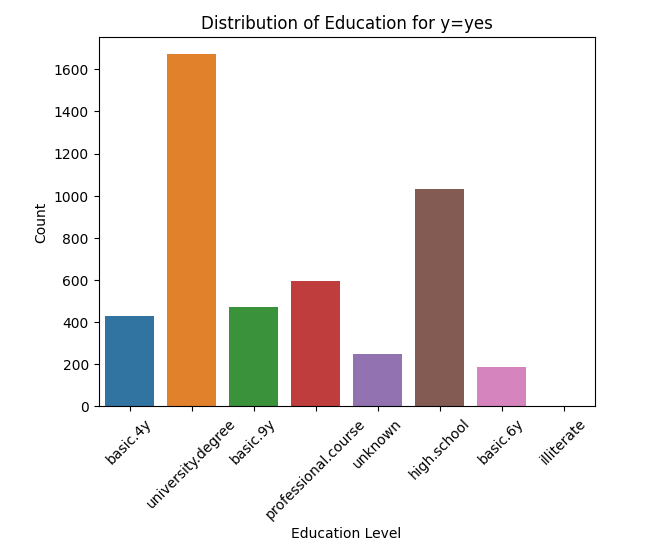 Distribution of Education for y=yes
Count
1600
1400
1200
1000
800
600
400
200
0
basic.4y
university.degree
basic.9y
professional.course
unknown
high.school
basic.6y
illiterate
Education Level